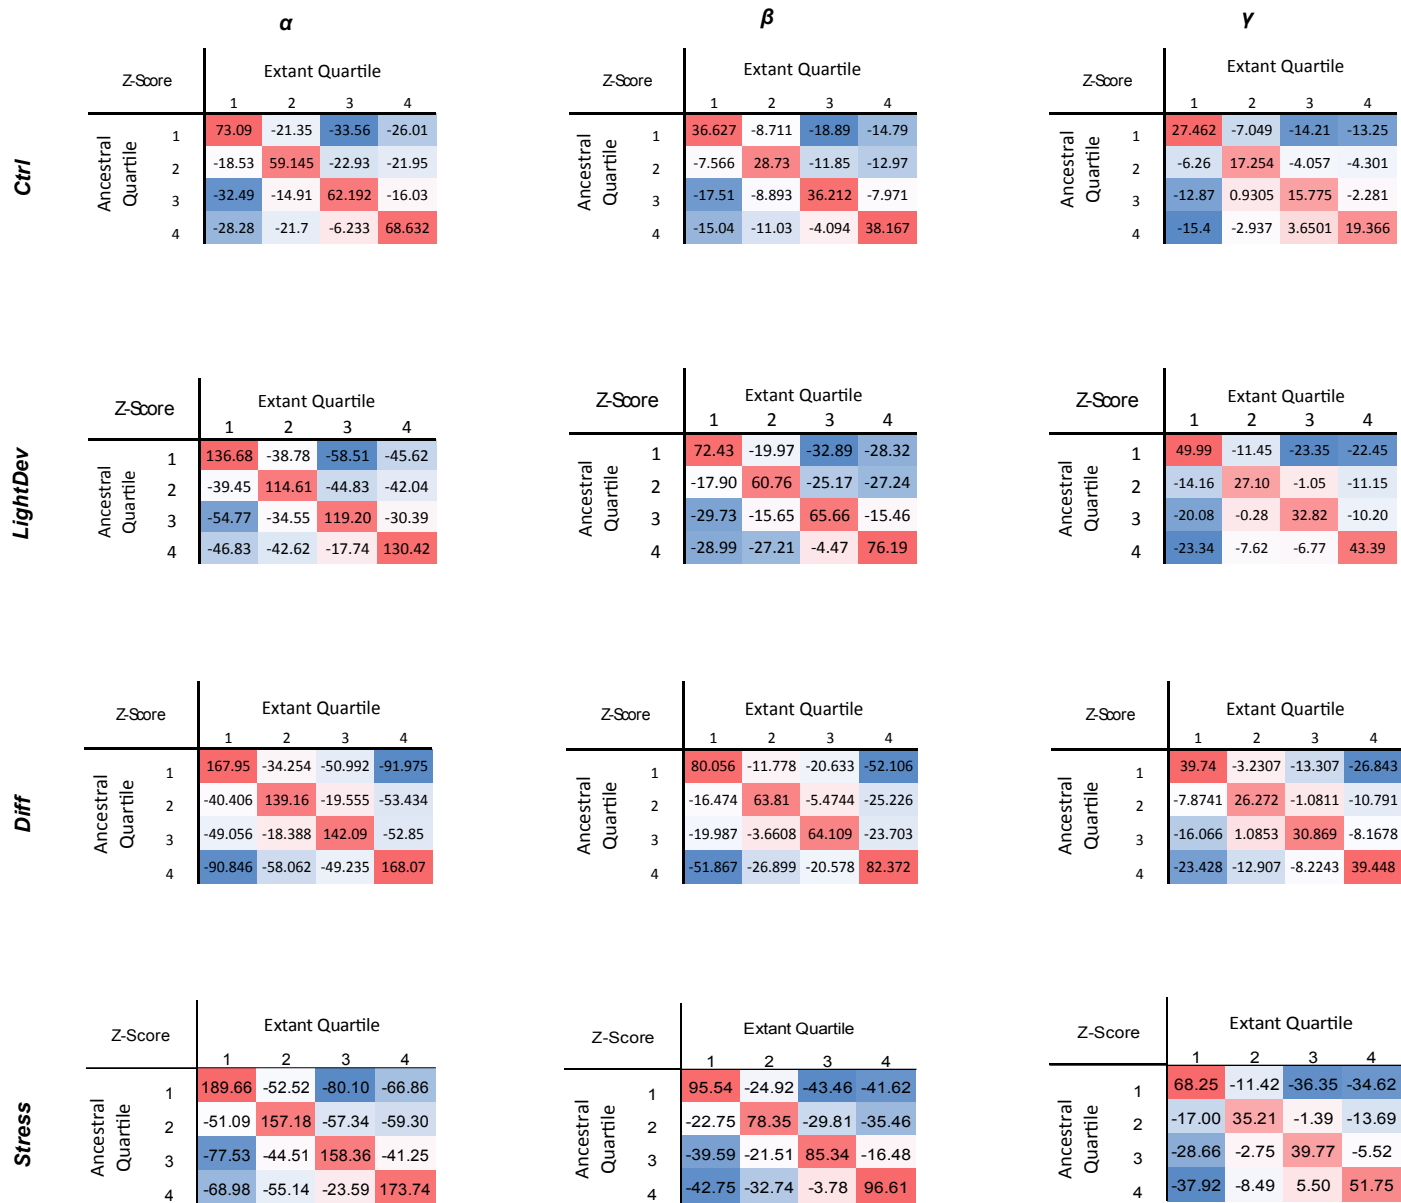 α β γ
Ctrl
Z-Score Extant Quartile
1 2 3 4
Ancestral Quartile
1 73.09 -21.35 -33.56 -26.01
2 -18.53 59.145 -22.93 -21.95
3 -32.49 -14.91 62.192 -16.03
4 -28.28 -21.7 -6.233 68.632
Z-Score Extant Quartile
1 2 3 4
Ancestral Quartile
1 36.627 -8.711 -18.89 -14.79
2 -7.566 28.73 -11.85 -12.97
3 -17.51 -8.893 36.212 -7.971
4 -15.04 -11.03 -4.094 38.167
Z-Score Extant Quartile
1 2 3 4
Ancestral Quartile
1 27.462 -7.049 -14.21 -13.25
2 -6.26 17.254 -4.057 -4.301
3 -12.87 0.9305 15.775 -2.281
4 -15.4 -2.937 3.6501 19.366
LightDev
Z-Score Extant Quartile
1 2 3 4
Ancestral Quartile
1 136.68 -38.78 -58.51 -45.62
2 -39.45 114.61 -44.83 -42.04
3 -54.77 -34.55 119.20 -30.39
4 -46.83 -42.62 -17.74 130.42
Z-Score Extant Quartile
1 2 3 4
Ancestral Quartile
1 72.43 -19.97 -32.89 -28.32
2 -17.90 60.76 -25.17 -27.24
3 -29.73 -15.65 65.66 -15.46
4 -28.99 -27.21 -4.47 76.19
Z-Score Extant Quartile
1 2 3 4
Ancestral Quartile
1 49.99 -11.45 -23.35 -22.45
2 -14.16 27.10 -1.05 -11.15
3 -20.08 -0.28 32.82 -10.20
4 -23.34 -7.62 -6.77 43.39
Diff
Z-Score Extant Quartile
1 2 3 4
Ancestral Quartile
1 167.95 -34.254 -50.992 -91.975
2 -40.406 139.16 -19.555 -53.434
3 -49.056 -18.388 142.09 -52.85
4 -90.846 -58.062 -49.235 168.07
Z-Score Extant Quartile
1 2 3 4
Ancestral Quartile
1 80.056 -11.778 -20.633 -52.106
2 -16.474 63.81 -5.4744 -25.226
3 -19.987 -3.6608 64.109 -23.703
4 -51.867 -26.899 -20.578 82.372
Z-Score Extant Quartile
1 2 3 4
Ancestral Quartile
1 39.74 -3.2307 -13.307 -26.843
2 -7.8741 26.272 -1.0811 -10.791
3 -16.066 1.0853 30.869 -8.1678
4 -23.428 -12.907 -8.2243 39.448
Stress
Z-Score Extant Quartile
1 2 3 4
Ancestral Quartile
1 189.66 -52.52 -80.10 -66.86
2 -51.09 157.18 -57.34 -59.30
3 -77.53 -44.51 158.36 -41.25
4 -68.98 -55.14 -23.59 173.74
Z-Score Extant Quartile
1 2 3 4
Ancestral Quartile
1 95.54 -24.92 -43.46 -41.62
2 -22.75 78.35 -29.81 -35.46
3 -39.59 -21.51 85.34 -16.48
4 -42.75 -32.74 -3.78 96.61
Z-Score Extant Quartile
1 2 3 4
Ancestral Quartile
1 68.25 -11.42 -36.35 -34.62
2 -17.00 35.21 -1.39 -13.69
3 -28.66 -2.75 39.77 -5.52
4 -37.92 -8.49 5.50 51.75